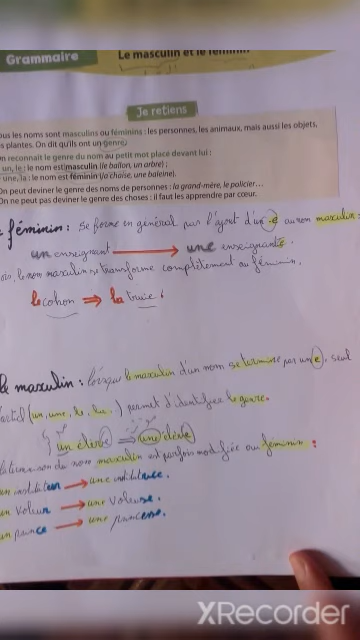 Grammaire Le masculin et le féminin
Je retiens
ous les noms sont masculins ou féminins : les personnes, les animaux, mais aussi les objets,
s plantes. On dit qu'ils ont un genre.
n reconnait le genre du nom au petit mot placé devant lui :
un, le : le nom est masculin (le ballon, un arbre) ;
une, la : le nom est féminin (la chaise, une baleine).
On peut deviner le genre des noms de personnes : la grand-mère, le policier...
On ne peut pas deviner le genre des choses : il faut les apprendre par cœur.
féminin : se forme en général par l'ajout d'un -e au nom masculin :
un enseignant → une enseignante.
ois, le nom masculin se transforme complètement au féminin.
le cohon ⇒ la truie :
le masculin : lorsque le masculin d'un nom se termine par un e, seul
(un, une, le, la,.) permet d'identifier le genre.
un élève ⇒ une élève
du nom masculin est parfois modifiée au féminin :
un instituteur → une institutrice.
un voleur → une voleuse.
un prince → une princesse.
XRecorder